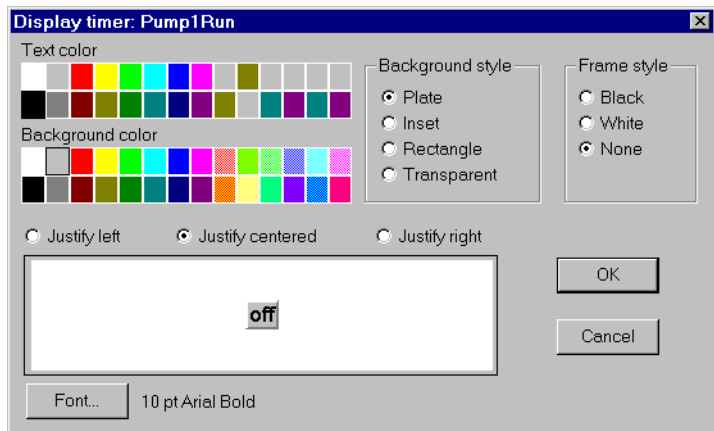 Display timer: Pump1Run
Text color
Background style
Frame style
Plate
Black
Inset
White
Background color
Rectangle
None
Transparent
Justify left
Justify centered
Justify right
off
OK
Cancel
Font...
10 pt Arial Bold